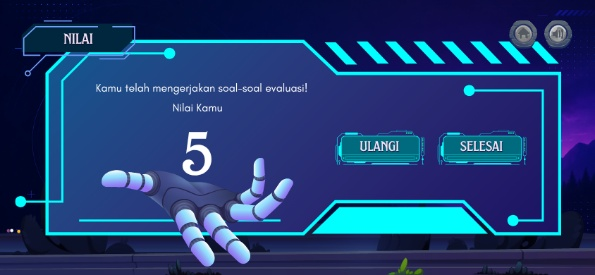 NILAI
Kamu telah mengerjakan soal-soal evaluasi!
Nilai Kamu
5
ULANGI
SELESAI